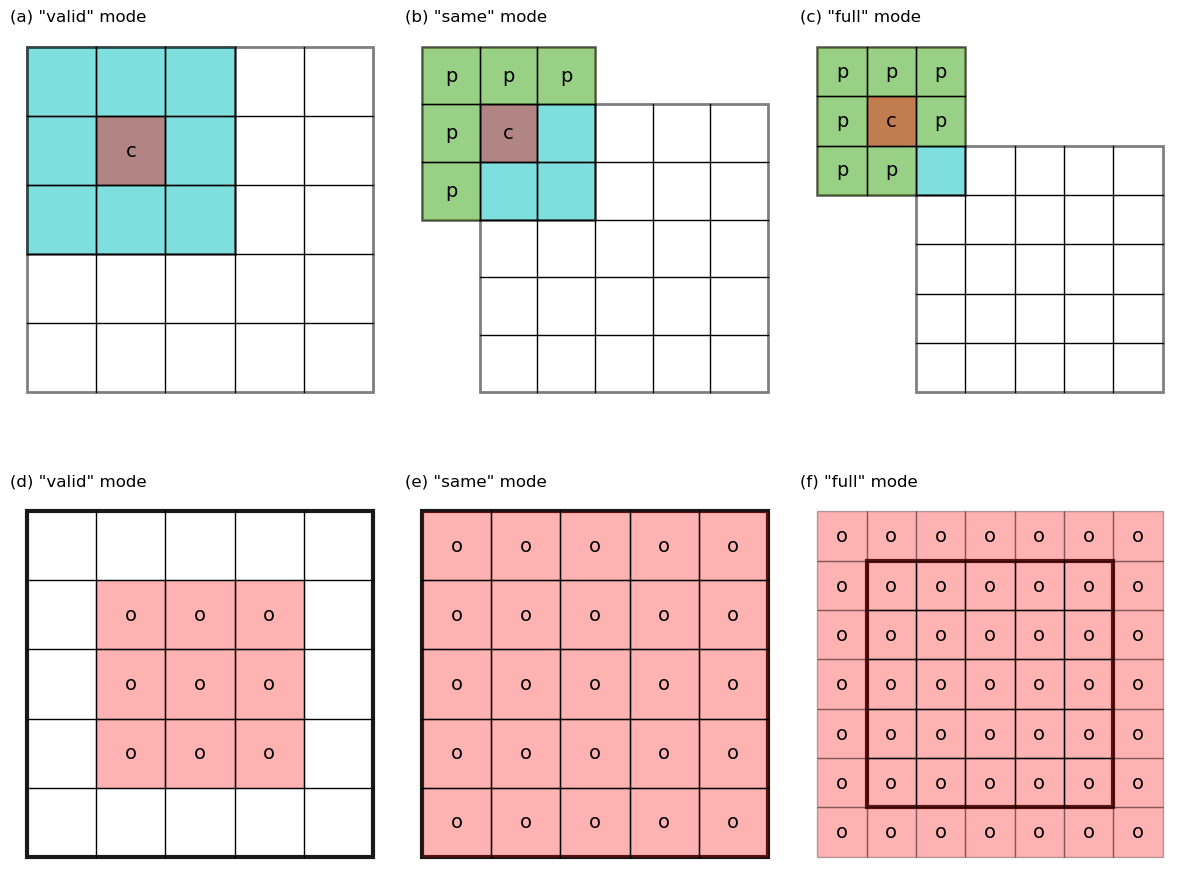 (a) "valid" mode
(b) "same" mode
(c) "full" mode
p p p
p c
p
c
p p p
p c p
p p
(d) "valid" mode
(e) "same" mode
(f) "full" mode
o o o
o o o
o o o
o o o o o
o o o o o
o o o o o
o o o o o
o o o o o
o o o o o o o
o o o o o o o
o o o o o o o
o o o o o o o
o o o o o o o
o o o o o o o
o o o o o o o